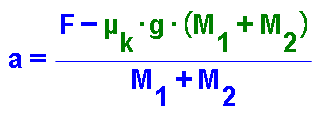 a = F − μₖ · g · (M₁ + M₂)
M₁ + M₂